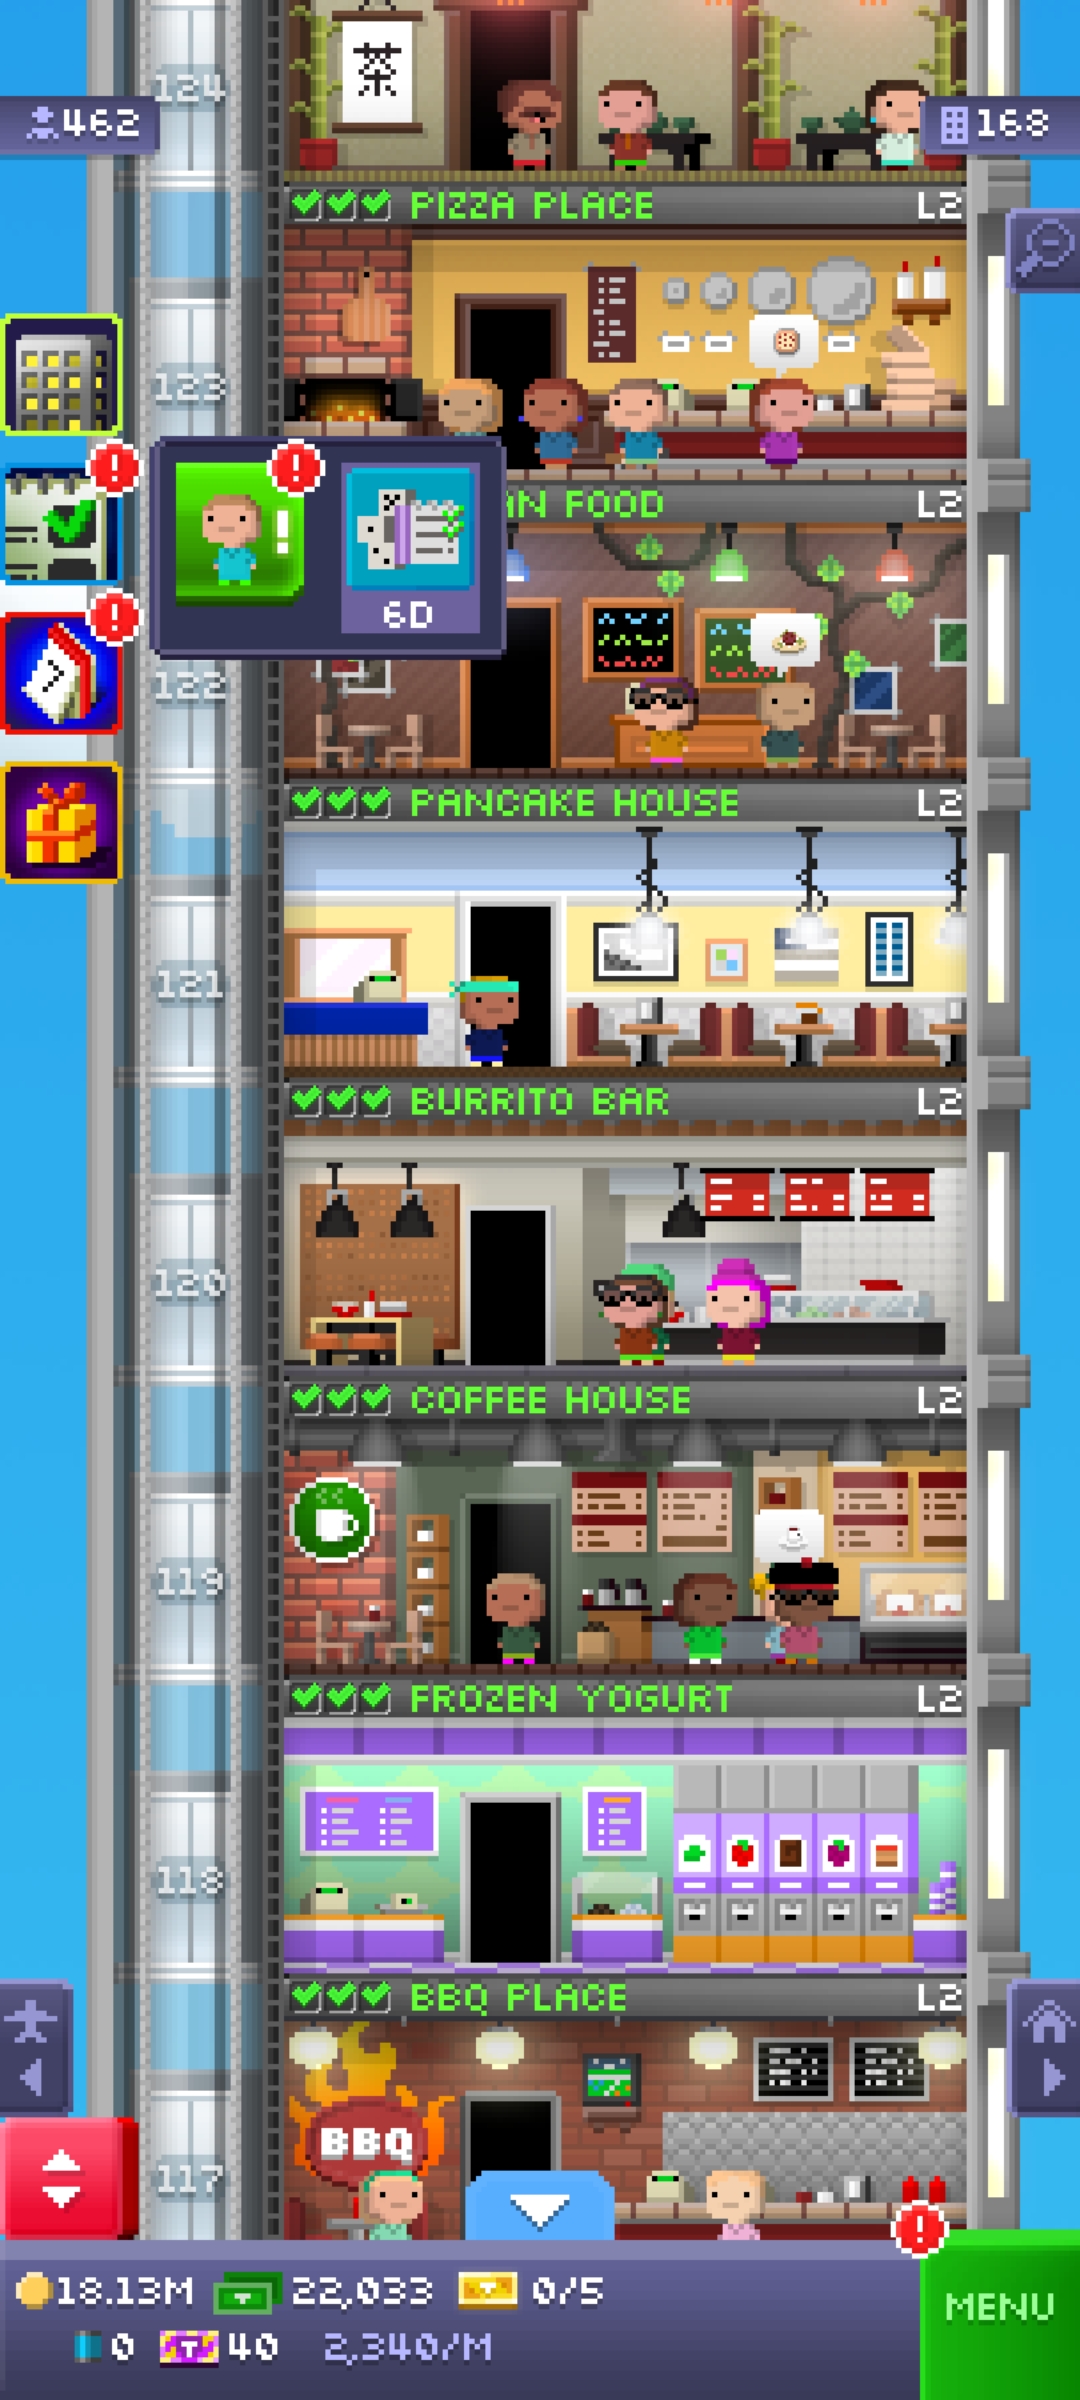 124
茶
462
168
PIZZA PLACE L2
123
AN FOOD L2
6D
122
PANCAKE HOUSE L2
121
BURRITO BAR L2
120
COFFEE HOUSE L2
119
FROZEN YOGURT L2
118
BBQ PLACE L2
BBQ
117
18.13M 22,033 0/5
MENU
0 40 2,340/M